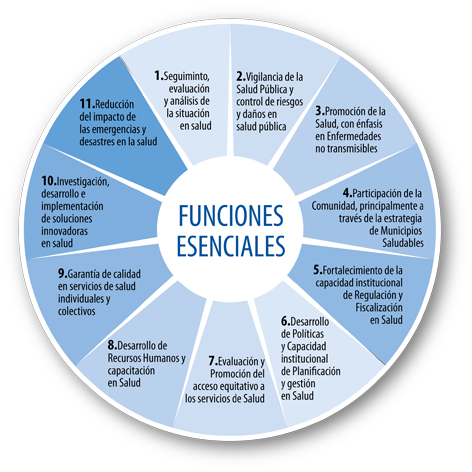 FUNCIONES
ESENCIALES
1.Seguiminto,
evaluación
y análisis de
la situación
en salud
2.Vigilancia de la
Salud Pública y
control de riesgos
y daños en
salud pública
3.Promoción de la
Salud, con énfasis
en Enfermedades
no transmisibles
4.Participación de la
Comunidad, principalmente a
través de la estrategia
de Municipios
Saludables
5.Fortalecimiento de la
capacidad institucional
de Regulación y
Fiscalización
en Salud
6.Desarrollo
de Políticas
y Capacidad
institucional
de Planificación
y gestión
en Salud
7.Evaluación y
Promoción del
acceso equitativo a
los servicios de Salud
8.Desarrollo de
Recursos Humanos y
capacitación
en Salud
9.Garantía de calidad
en servicios de salud
individuales y
colectivos
10.Investigación,
desarrollo e
implementación
de soluciones
innovadoras
en salud
11.Reducción
del impacto de
las emergencias y
desastres en la salud